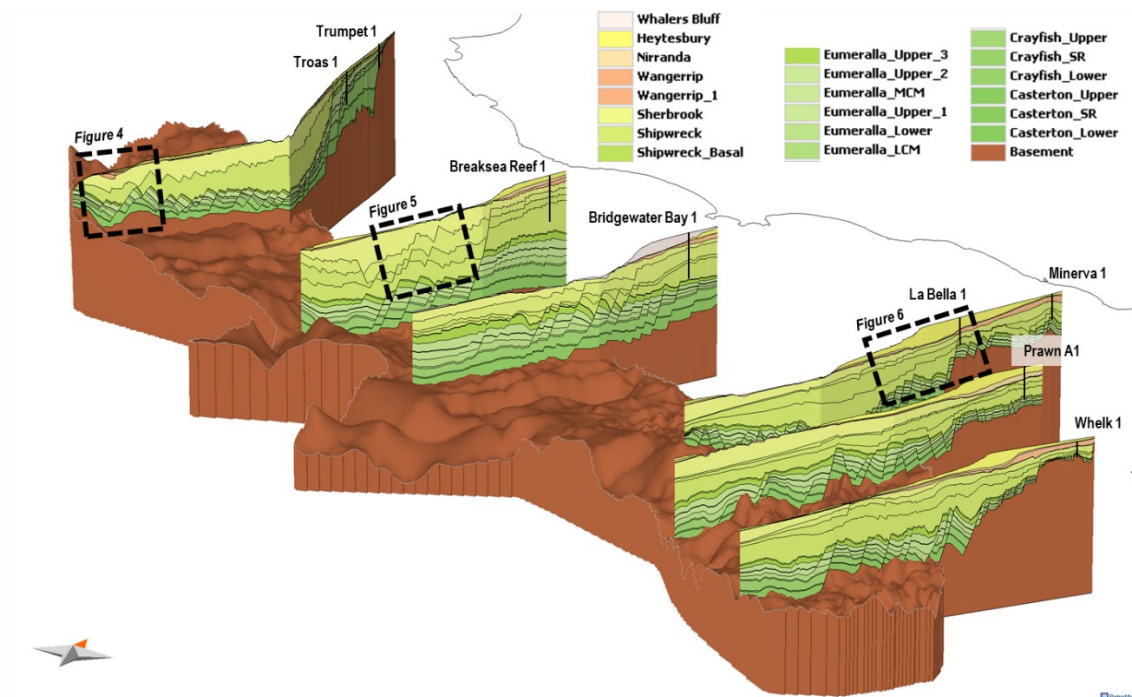 Trumpet 1
Troas 1
Figure 4
Breaksea Reef 1
Figure 5
Bridgewater Bay 1
Minerva 1
La Bella 1
Figure 6
Prawn A1
Whelk 1
Whalers Bluff
Heytesbury
Nirranda
Wangerrip
Wangerrip_1
Sherbrook
Shipwreck
Shipwreck_Basal
Eumeralla_Upper_3
Eumeralla_Upper_2
Eumeralla_MCM
Eumeralla_Upper_1
Eumeralla_Lower
Eumeralla_LCM
Crayfish_Upper
Crayfish_SR
Crayfish_Lower
Casterton_Upper
Casterton_SR
Casterton_Lower
Basement